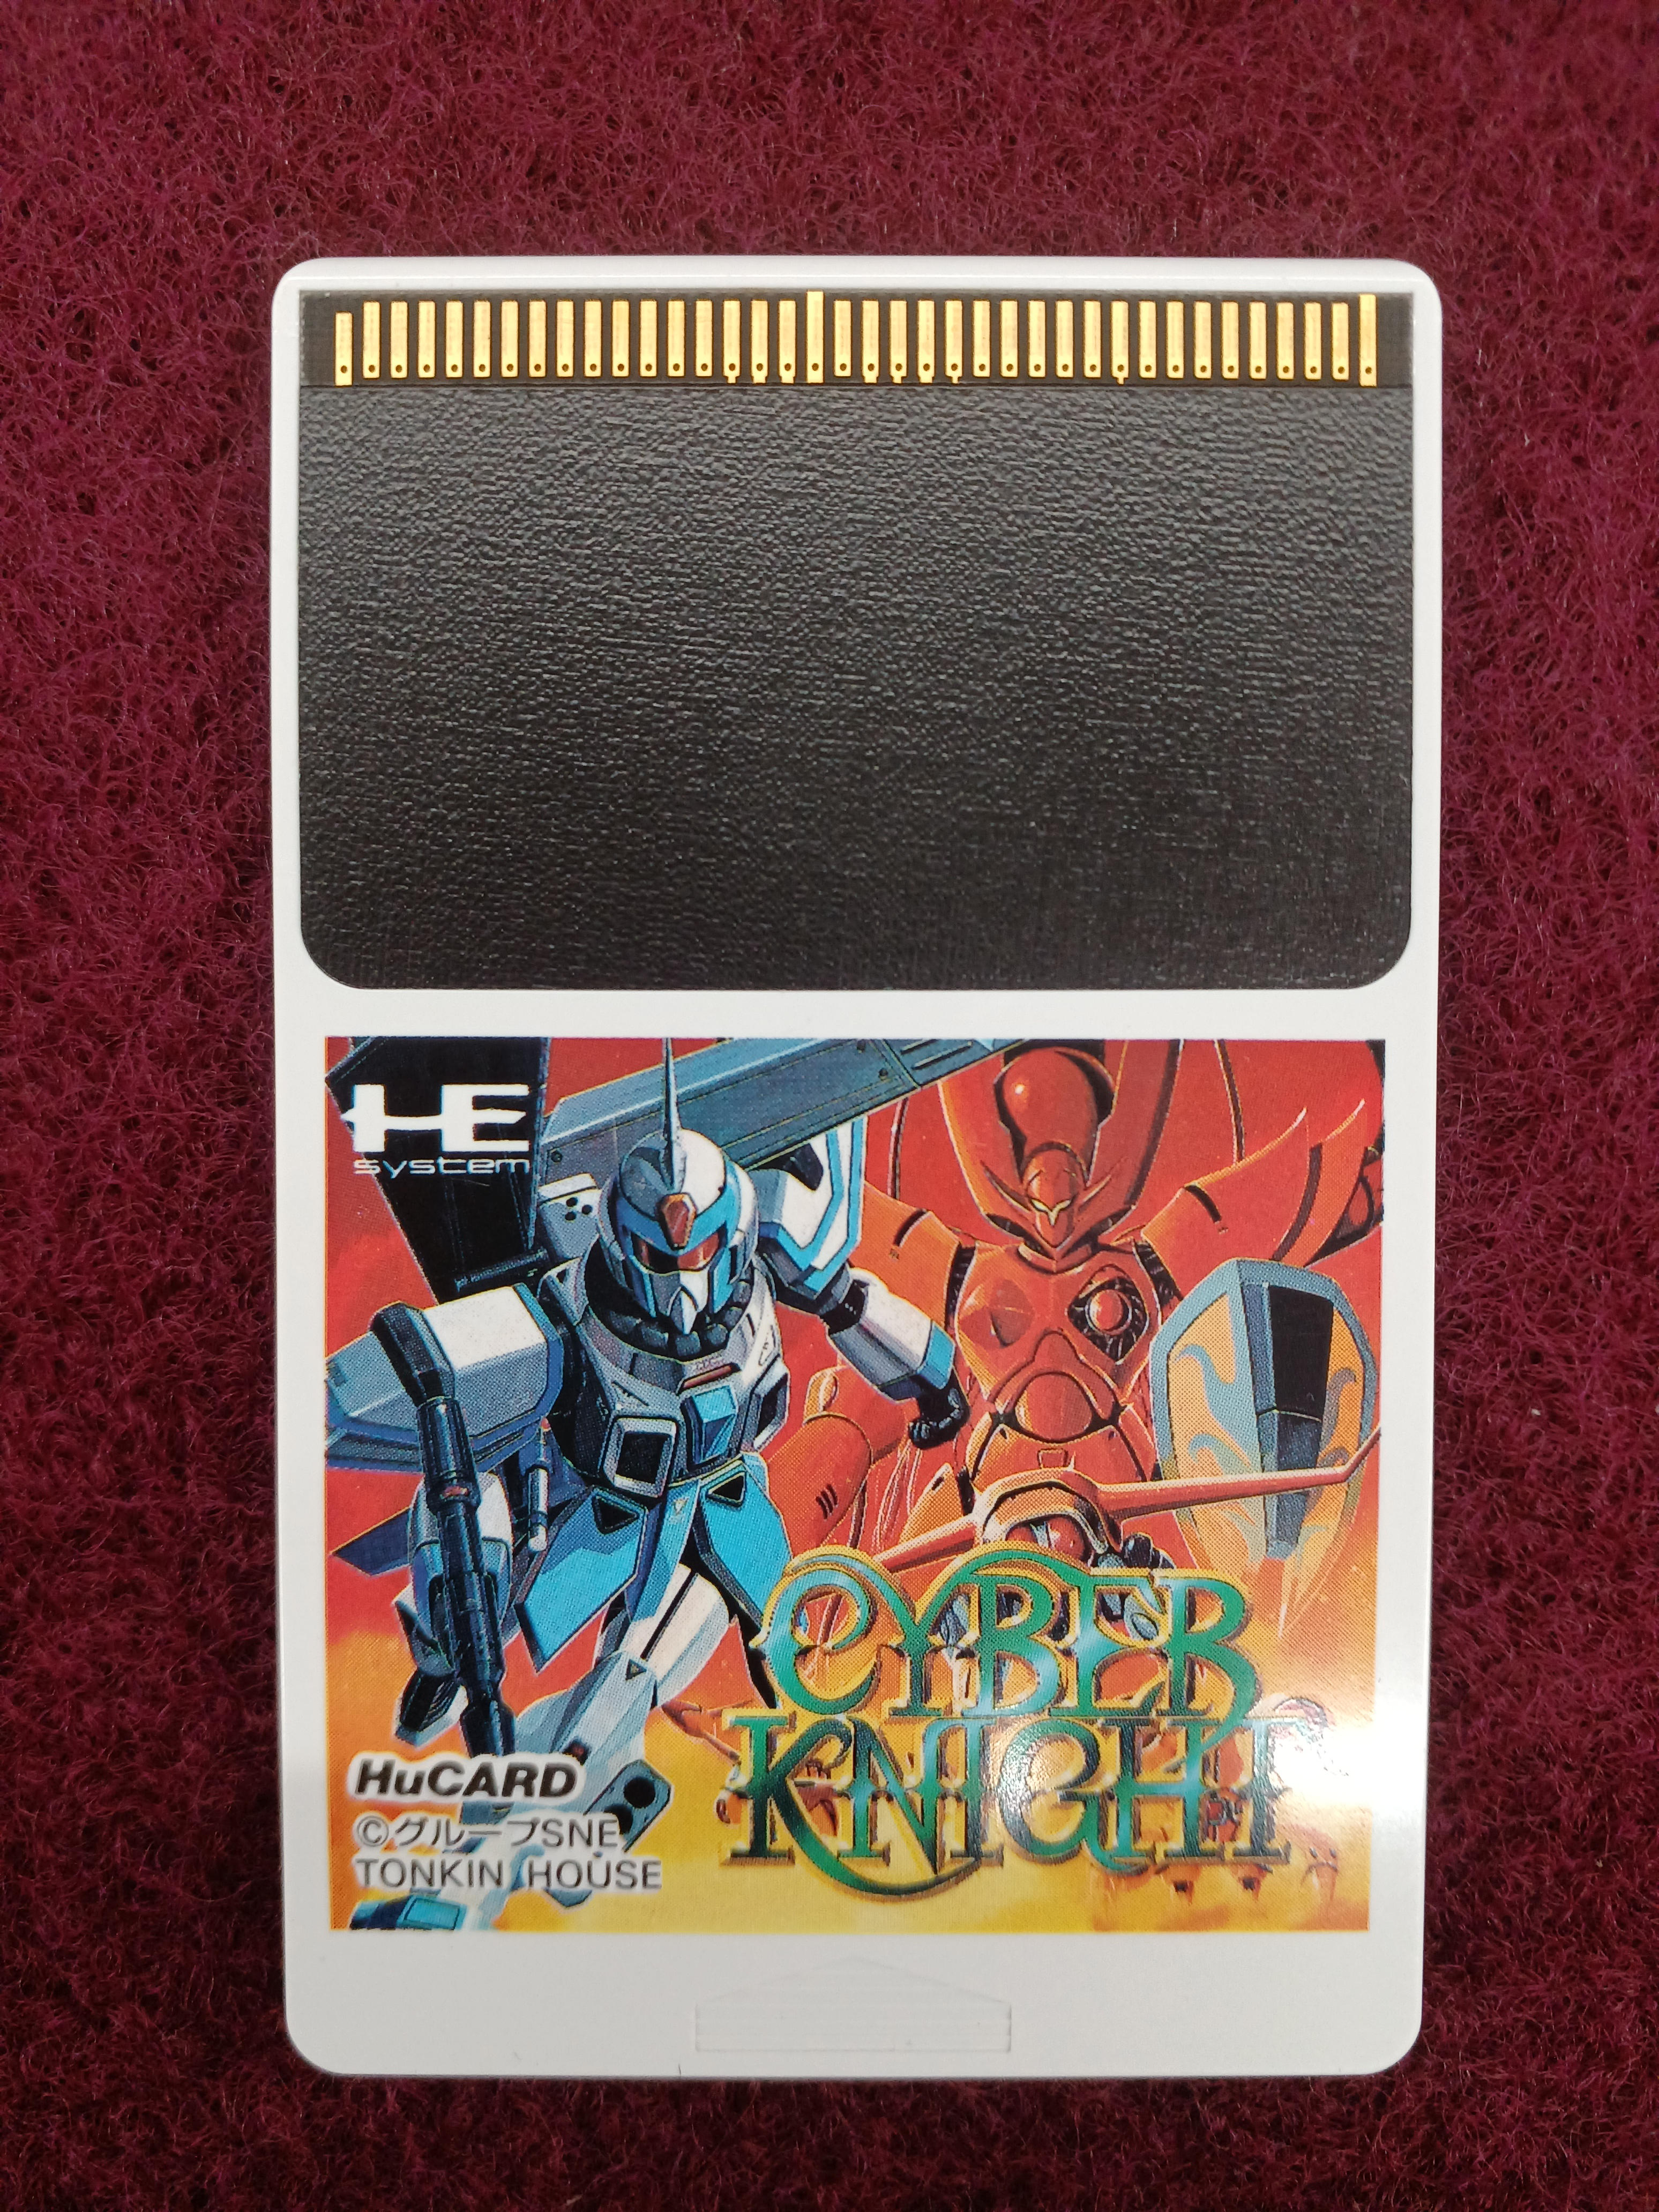 HE
system
CYBER
KNIGHT
HuCARD
©グループSNE
TONKIN HOUSE